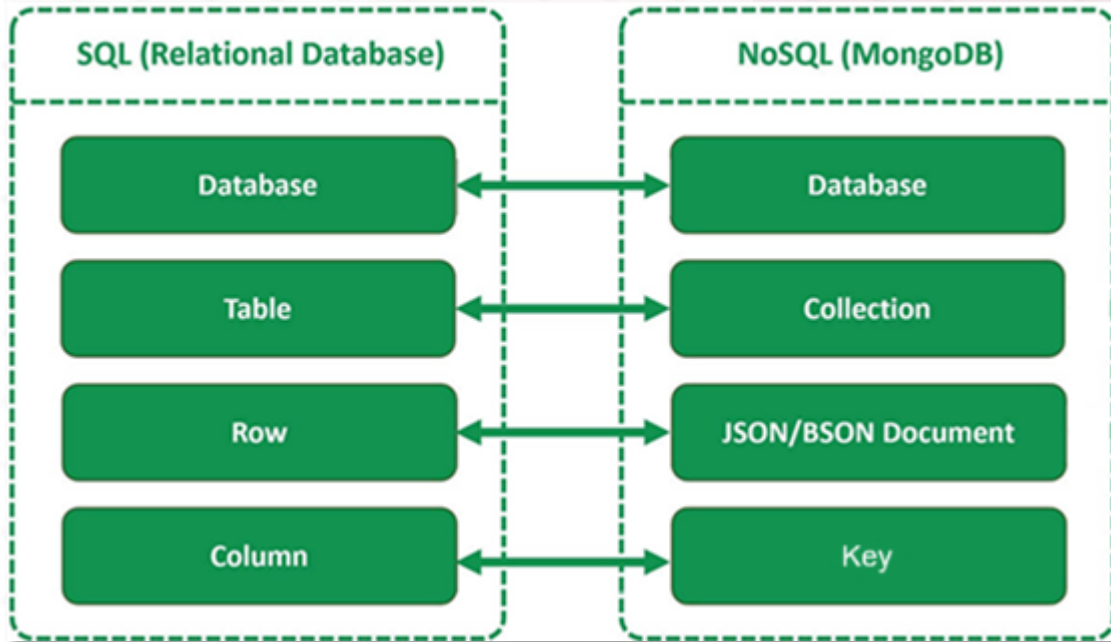 SQL (Relational Database)
NoSQL (MongoDB)
Database
Database
Table
Collection
Row
JSON/BSON Document
Column
Key